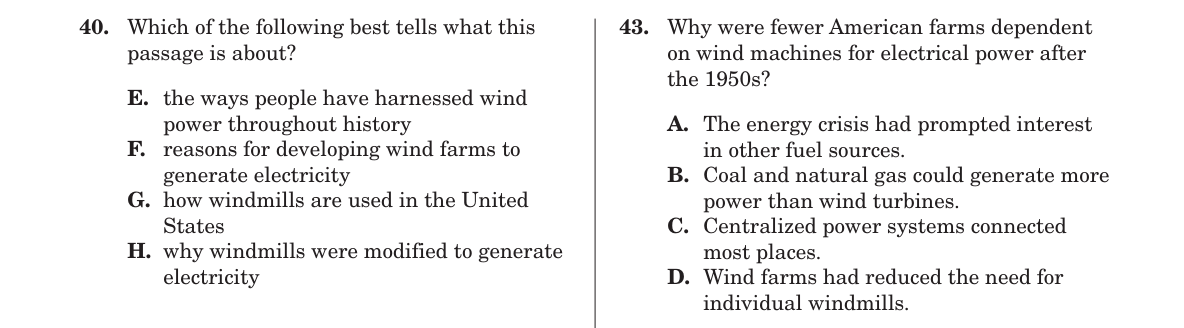 40. Which of the following best tells what this
passage is about?
E. the ways people have harnessed wind
power throughout history
F. reasons for developing wind farms to
generate electricity
G. how windmills are used in the United
States
H. why windmills were modified to generate
electricity
43. Why were fewer American farms dependent
on wind machines for electrical power after
the 1950s?
A. The energy crisis had prompted interest
in other fuel sources.
B. Coal and natural gas could generate more
power than wind turbines.
C. Centralized power systems connected
most places.
D. Wind farms had reduced the need for
individual windmills.